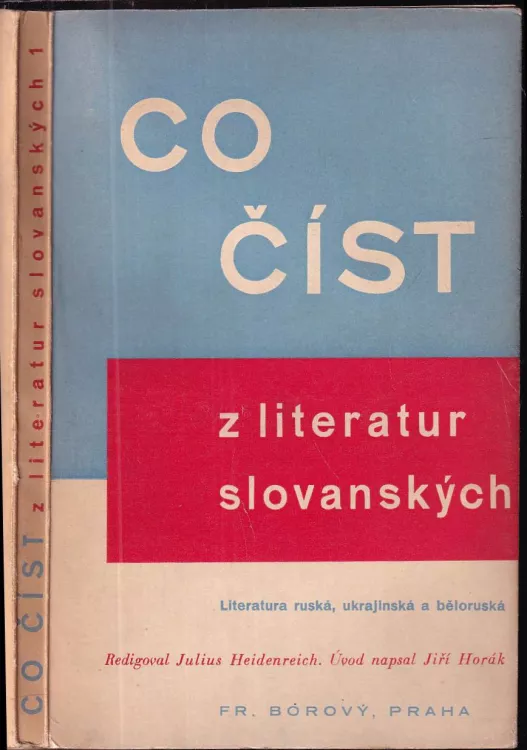 CO ČÍST z literatur slovanských 1
CO
ČÍST
z literatur
slovanských
Literatura ruská, ukrajinská a běloruská
Redigoval Julius Heidenreich. Úvod napsal Jiří Horák
FR. BOROVÝ, PRAHA